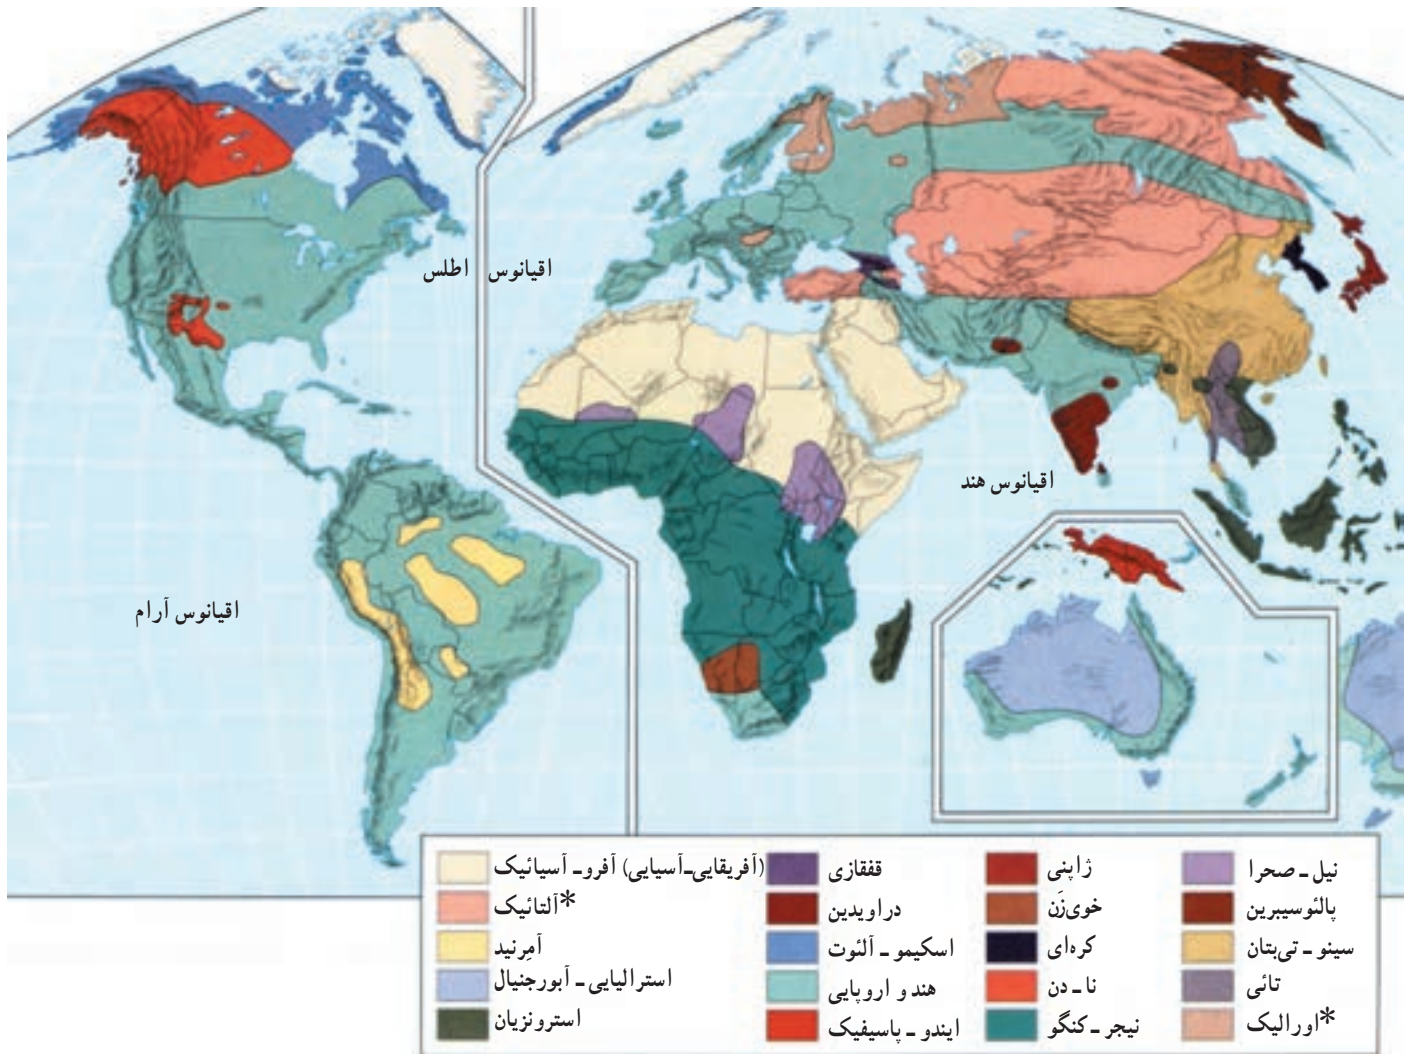 اقیانوس اطلس
اقیانوس هند
اقیانوس آرام
نیل ـ صحرا
ژاپنی
قفقازی
(آفریقایی-آسیایی) آفرو- آسیائیک
پالئوسیبرین
خوی‌زَن
دراویدین
*آلتائیک
سینو ـ تی‌بتان
کره‌ای
اسکیمو ـ آلئوت
آمِرنید
تائی
نا ـ دن
هند و اروپایی
استرالیایی ـ آبورجنیال
*اورالیک
نیجر ـ کنگو
ایندو ـ پاسیفیک
استرونزیان